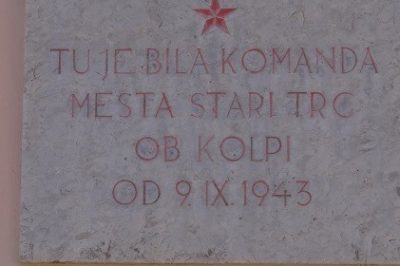 TU JE BILA KOMANDA
MESTA STARI TRG
OB KOLPI
OD 9. IX. 1943